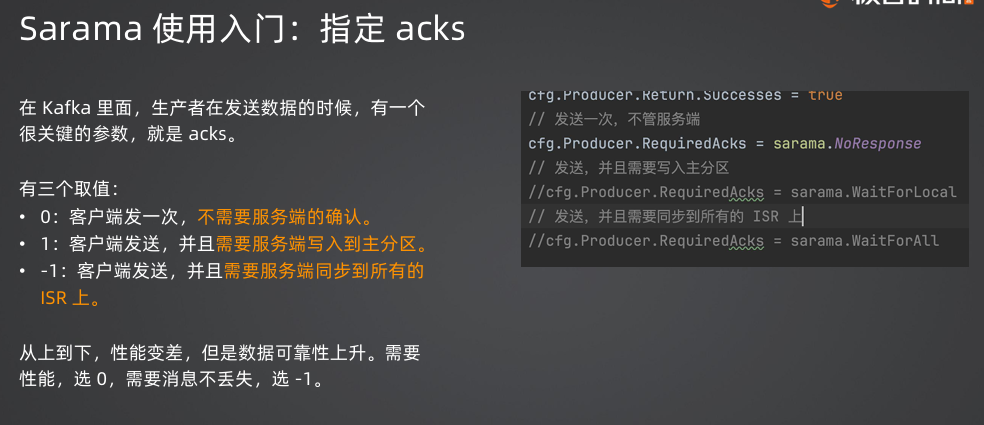 Sarama 使用入门：指定 acks
在 Kafka 里面，生产者在发送数据的时候，有一个
很关键的参数，就是 acks。
有三个取值：
• 0：客户端发一次，不需要服务端的确认。
• 1：客户端发送，并且需要服务端写入到主分区。
• -1：客户端发送，并且需要服务端同步到所有的
ISR 上。
从上到下，性能变差，但是数据可靠性上升。需要
性能，选 0，需要消息不丢失，选 -1。
cfg.Producer.Return.Successes = true
// 发送一次，不管服务端
cfg.Producer.RequiredAcks = sarama.NoResponse
// 发送，并且需要写入主分区
//cfg.Producer.RequiredAcks = sarama.WaitForLocal
// 发送，并且需要同步到所有的 ISR 上
//cfg.Producer.RequiredAcks = sarama.WaitForAll